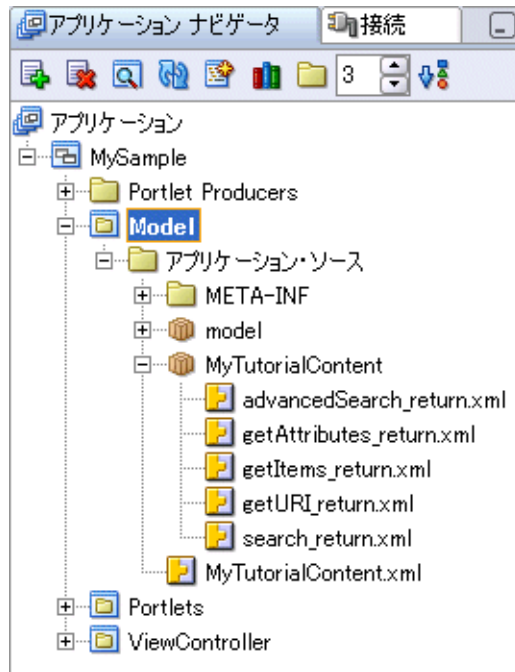 アプリケーション ナビゲータ 接続
3
アプリケーション
MySample
Portlet Producers
Model
アプリケーション・ソース
META-INF
model
MyTutorialContent
advancedSearch_return.xml
getAttributes_return.xml
getItems_return.xml
getURI_return.xml
search_return.xml
MyTutorialContent.xml
Portlets
ViewController